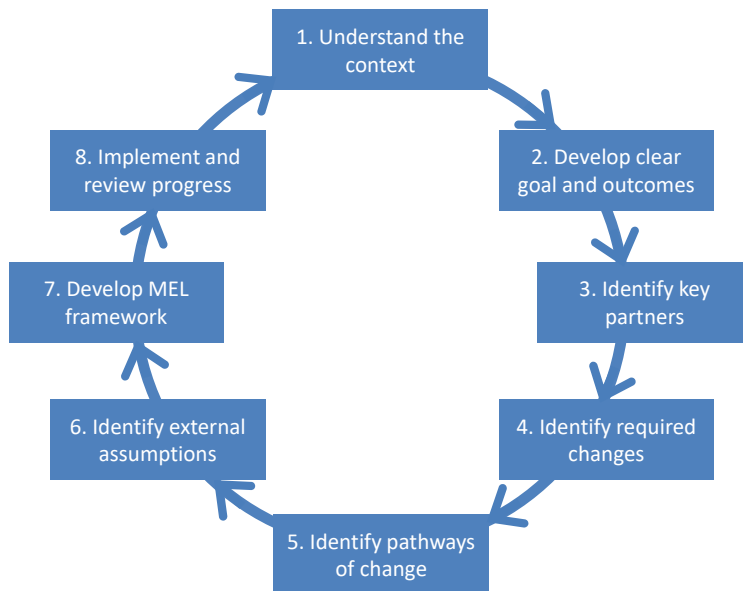 1. Understand the
context
2. Develop clear
goal and outcomes
3. Identify key
partners
4. Identify required
changes
5. Identify pathways
of change
6. Identify external
assumptions
7. Develop MEL
framework
8. Implement and
review progress